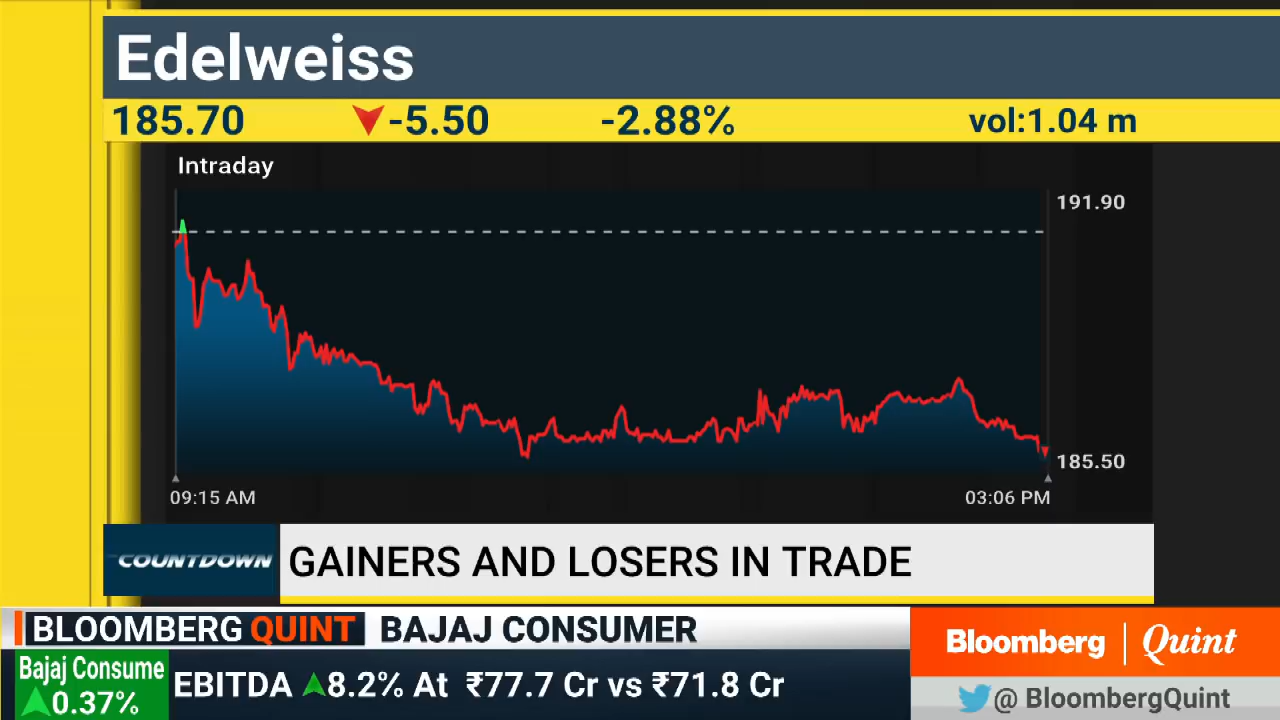 Edelweiss
185.70 -5.50 -2.88% vol:1.04 m
Intraday
191.90
185.50
09:15 AM 03:06 PM
COUNTDOWN GAINERS AND LOSERS IN TRADE
BLOOMBERG QUINT BAJAJ CONSUMER
Bajaj Consume
0.37%
EBITDA 8.2% At ₹77.7 Cr vs ₹71.8 Cr
Bloomberg | Quint
@ BloombergQuint